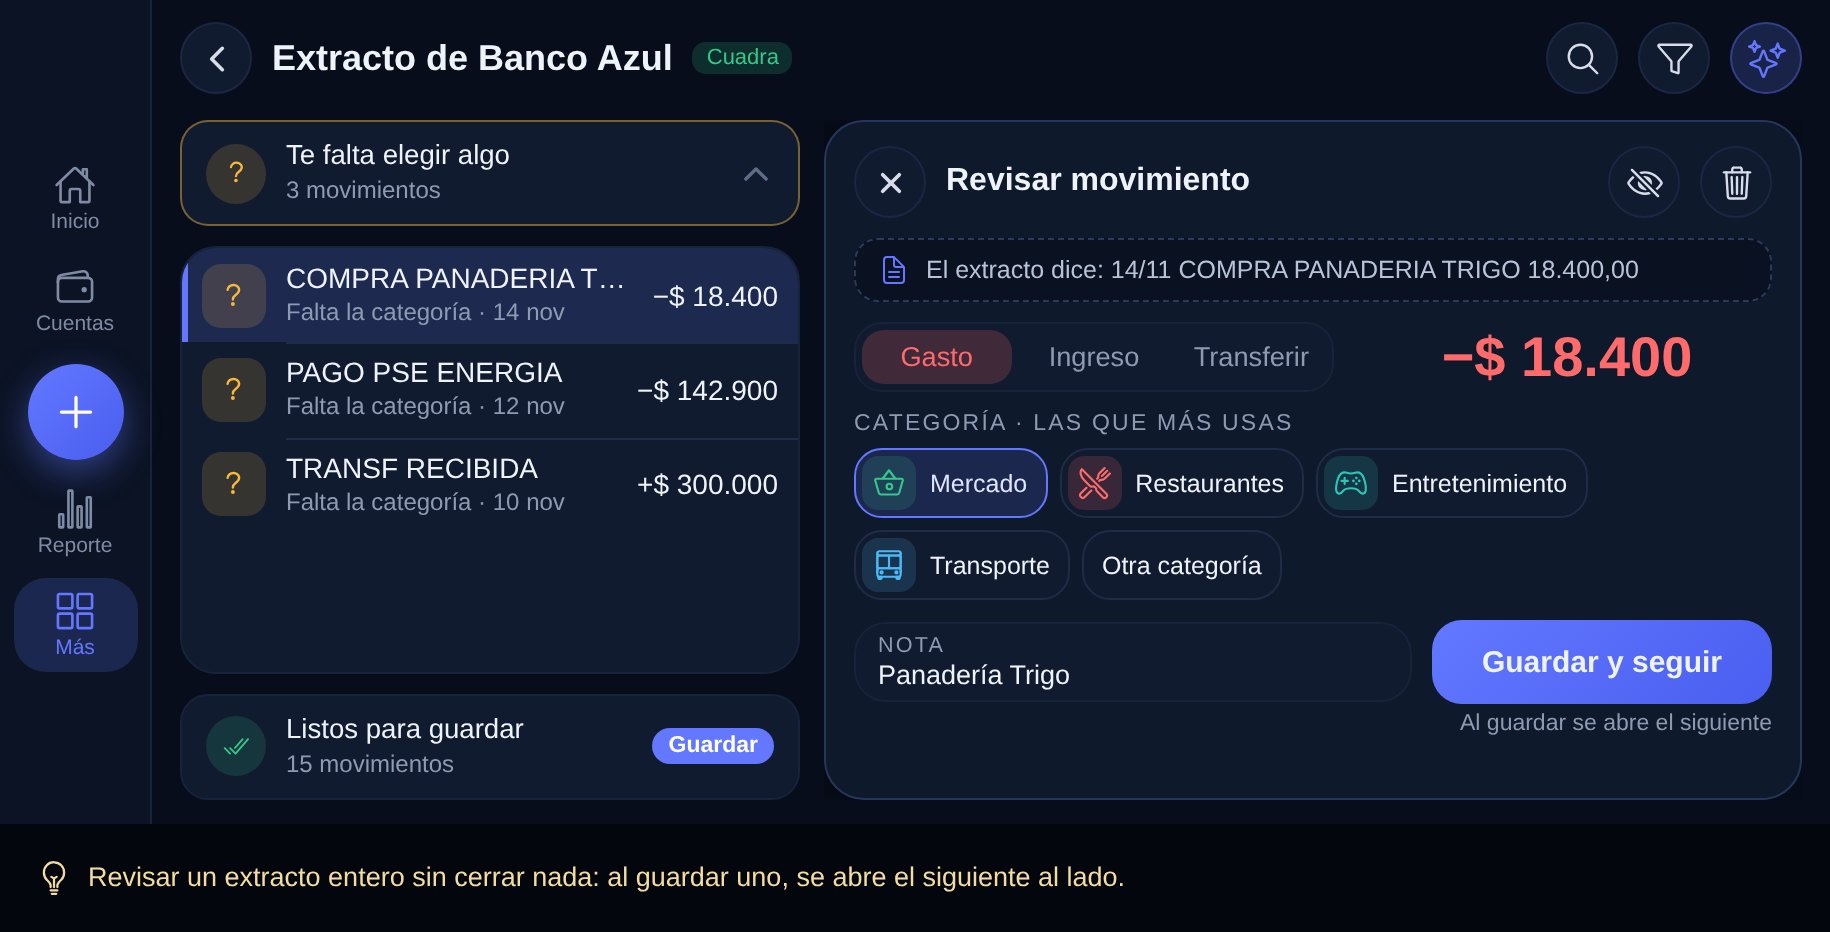 Extracto de Banco Azul
Cuadra
Inicio
Cuentas
Reporte
Más
?
Te falta elegir algo
3 movimientos
?
COMPRA PANADERIA T…
−$ 18.400
Falta la categoría · 14 nov
?
PAGO PSE ENERGIA
−$ 142.900
Falta la categoría · 12 nov
?
TRANSF RECIBIDA
+$ 300.000
Falta la categoría · 10 nov
Listos para guardar
15 movimientos
Guardar
Revisar movimiento
El extracto dice: 14/11 COMPRA PANADERIA TRIGO 18.400,00
Gasto
Ingreso
Transferir
−$ 18.400
CATEGORÍA · LAS QUE MÁS USAS
Mercado
Restaurantes
Entretenimiento
Transporte
Otra categoría
NOTA
Panadería Trigo
Guardar y seguir
Al guardar se abre el siguiente
Revisar un extracto entero sin cerrar nada: al guardar uno, se abre el siguiente al lado.